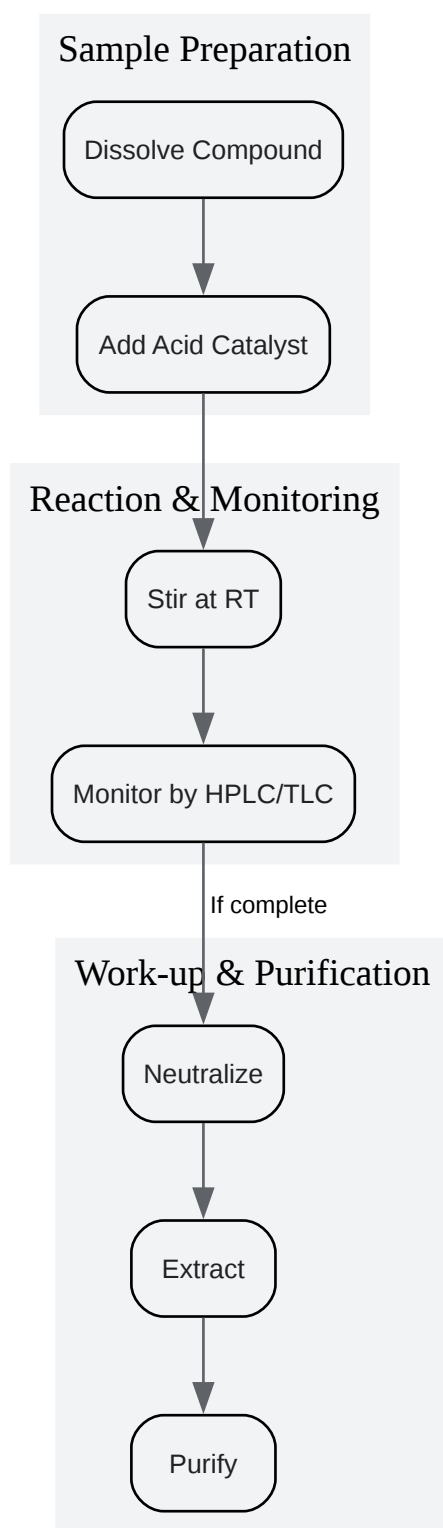 Sample Preparation
Dissolve Compound
Add Acid Catalyst
Reaction & Monitoring
Stir at RT
Monitor by HPLC/TLC
If complete
Work-up & Purification
Neutralize
Extract
Purify